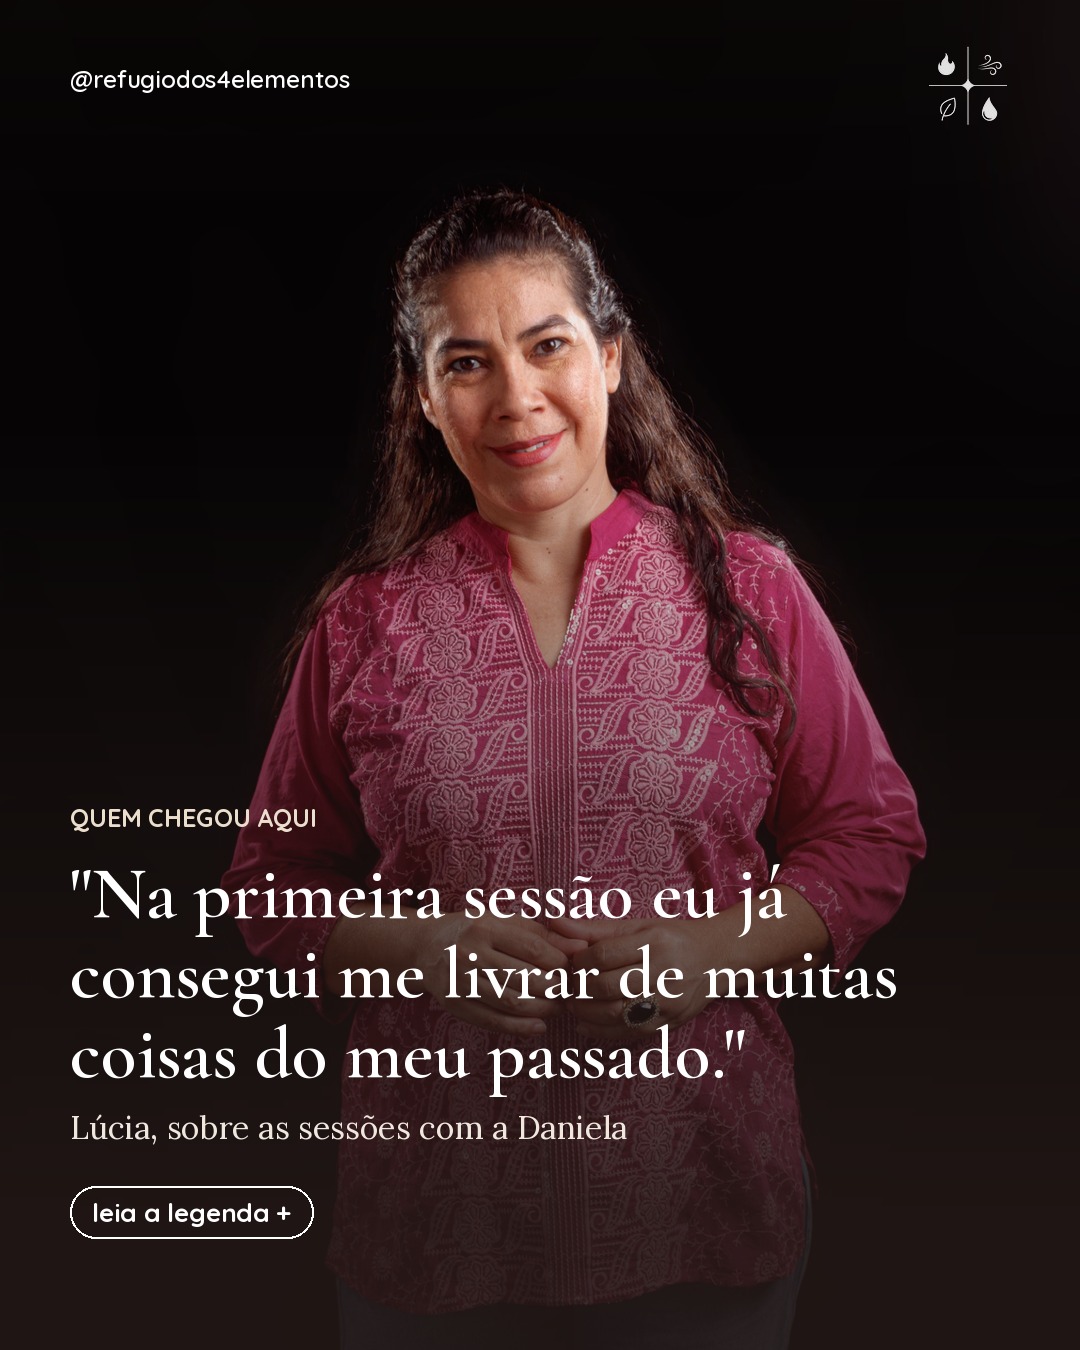 @refugiodos4elementos
QUEM CHEGOU AQUI
"Na primeira sessão eu já
consegui me livrar de muitas
coisas do meu passado."
Lúcia, sobre as sessões com a Daniela
leia a legenda +